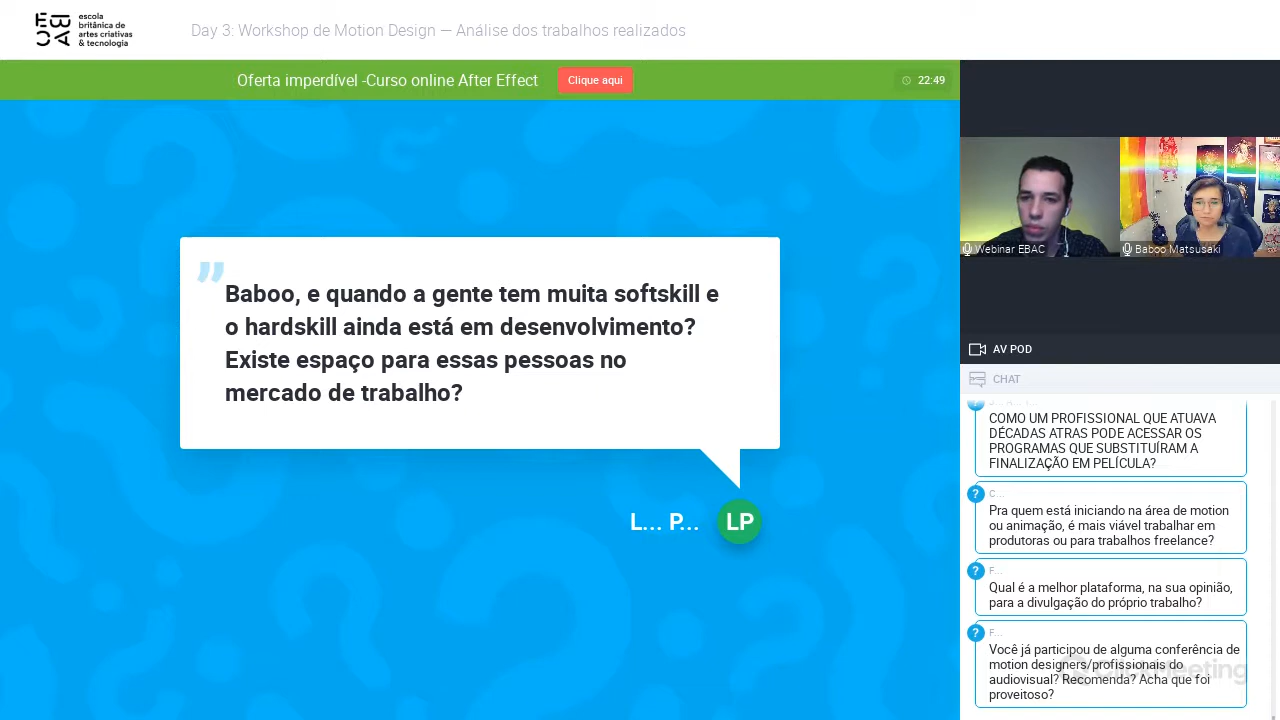 EBAC
escola
britânica de
artes criativas
& tecnologia
Day 3: Workshop de Motion Design — Análise dos trabalhos realizados
Oferta imperdível -Curso online After Effect
Clique aqui
22:49
Baboo, e quando a gente tem muita softskill e
o hardskill ainda está em desenvolvimento?
Existe espaço para essas pessoas no
mercado de trabalho?
L... P...
LP
Webinar EBAC
Baboo Matsusaki
AV POD
CHAT
COMO UM PROFISSIONAL QUE ATUAVA
DÉCADAS ATRAS PODE ACESSAR OS
PROGRAMAS QUE SUBSTITUÍRAM A
FINALIZAÇÃO EM PELÍCULA?
? C...
Pra quem está iniciando na área de motion
ou animação, é mais viável trabalhar em
produtoras ou para trabalhos freelance?
? F...
Qual é a melhor plataforma, na sua opinião,
para a divulgação do próprio trabalho?
? F...
Você já participou de alguma conferência de
motion designers/profissionais do
audiovisual? Recomenda? Acha que foi
proveitoso?
ClickMeeting